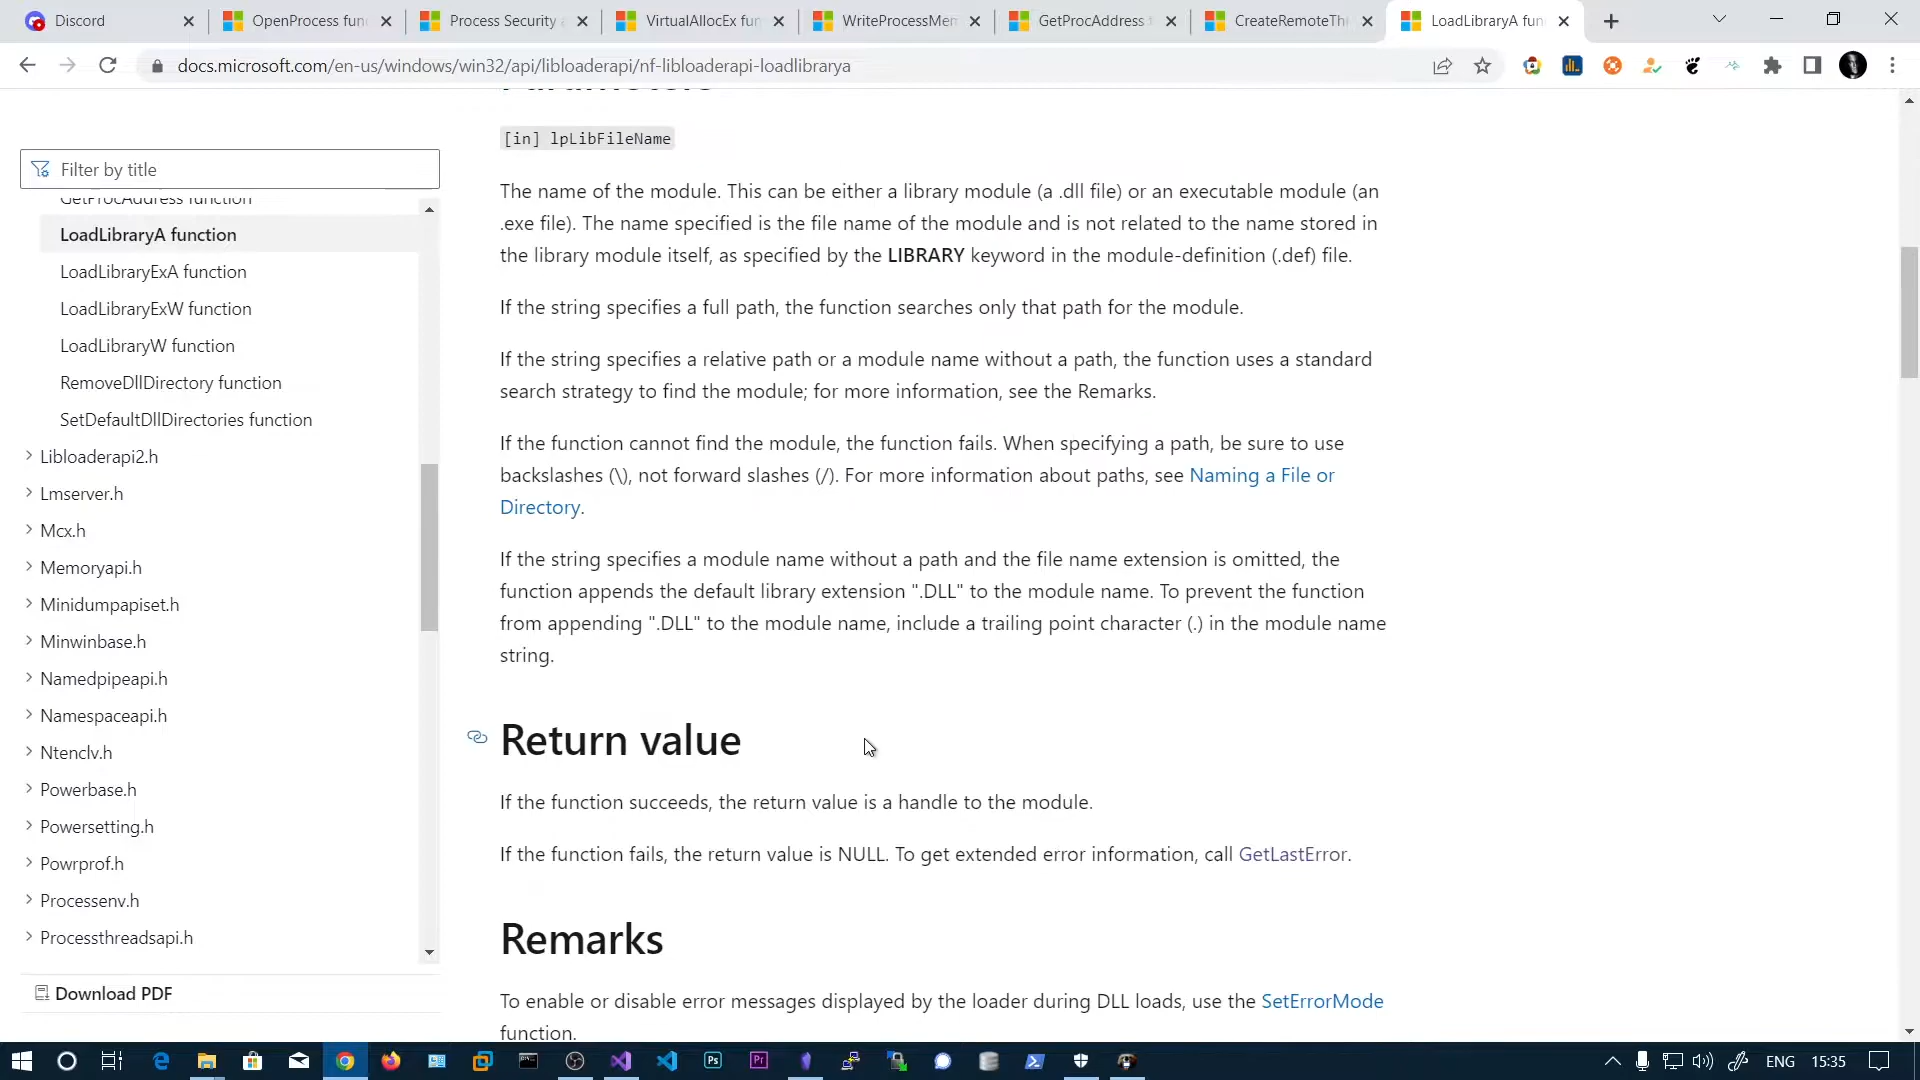 Discord
OpenProcess fun
Process Security a
VirtualAllocEx fun
WriteProcessMem
GetProcAddress f
CreateRemoteThr
LoadLibraryA fun
docs.microsoft.com/en-us/windows/win32/api/libloaderapi/nf-libloaderapi-loadlibrarya
Filter by title
GetProcAddress function
LoadLibraryA function
LoadLibraryExA function
LoadLibraryExW function
LoadLibraryW function
RemoveDllDirectory function
SetDefaultDllDirectories function
Libloaderapi2.h
Lmserver.h
Mcx.h
Memoryapi.h
Minidumpapiset.h
Minwinbase.h
Namedpipeapi.h
Namespaceapi.h
Ntenclv.h
Powerbase.h
Powersetting.h
Powrprof.h
Processenv.h
Processthreadsapi.h
Download PDF
Parameters
[in] lpLibFileName
The name of the module. This can be either a library module (a .dll file) or an executable module (an
.exe file). The name specified is the file name of the module and is not related to the name stored in
the library module itself, as specified by the LIBRARY keyword in the module-definition (.def) file.
If the string specifies a full path, the function searches only that path for the module.
If the string specifies a relative path or a module name without a path, the function uses a standard
search strategy to find the module; for more information, see the Remarks.
If the function cannot find the module, the function fails. When specifying a path, be sure to use
backslashes (\), not forward slashes (/). For more information about paths, see Naming a File or
Directory.
If the string specifies a module name without a path and the file name extension is omitted, the
function appends the default library extension ".DLL" to the module name. To prevent the function
from appending ".DLL" to the module name, include a trailing point character (.) in the module name
string.
Return value
If the function succeeds, the return value is a handle to the module.
If the function fails, the return value is NULL. To get extended error information, call GetLastError.
Remarks
To enable or disable error messages displayed by the loader during DLL loads, use the SetErrorMode
function.
Ps
Pr
ENG
15:35